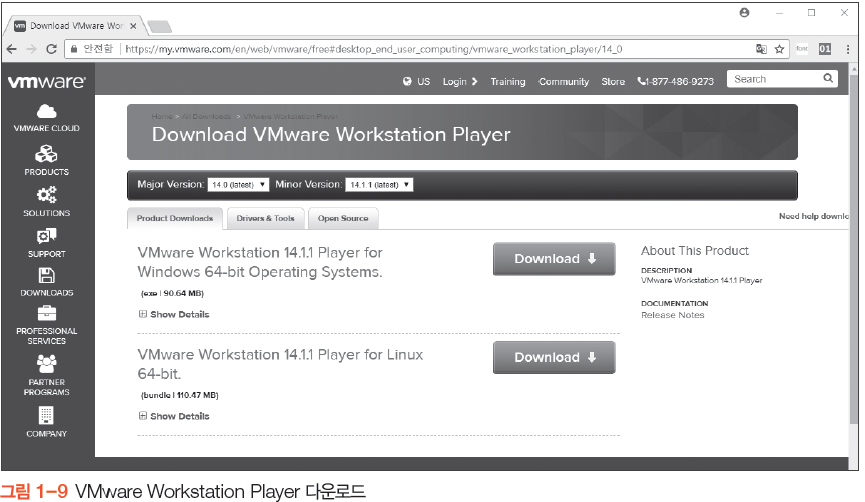 Download VMware Wor
안전함 https://my.vmware.com/en/web/vmware/free#desktop_end_user_computing/vmware_workstation_player/14_0
01
vmware
US Login Training Community Store 1-877-486-9273 Search
VMWARE CLOUD
PRODUCTS
SOLUTIONS
SUPPORT
DOWNLOADS
PROFESSIONAL
SERVICES
PARTNER
PROGRAMS
COMPANY
Home > All Downloads > VMware Workstation Player
Download VMware Workstation Player
Major Version: 14.0 (latest) Minor Version: 14.1.1 (latest)
Product Downloads Drivers & Tools Open Source
Need help downlo
VMware Workstation 14.1.1 Player for
Windows 64-bit Operating Systems.
(exe | 90.64 MB)
Show Details
Download
VMware Workstation 14.1.1 Player for Linux
64-bit.
(bundle | 110.47 MB)
Show Details
Download
About This Product
DESCRIPTION
VMware Workstation 14.1.1 Player
DOCUMENTATION
Release Notes
그림 1-9 VMware Workstation Player 다운로드